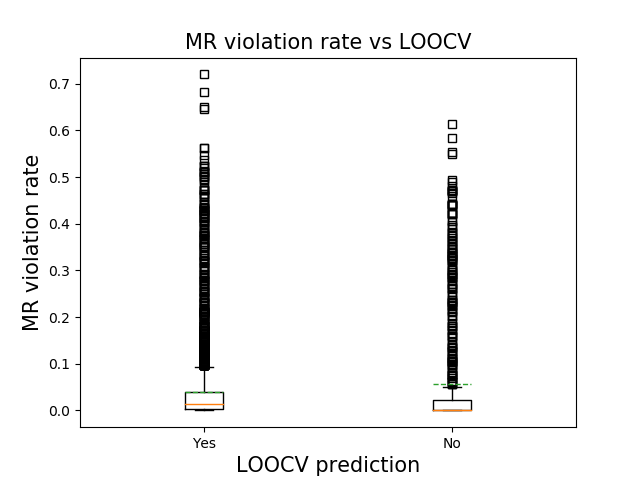 MR violation rate vs LOOCV
MR violation rate
0.7
0.6
0.5
0.4
0.3
0.2
0.1
0.0
Yes
No
LOOCV prediction